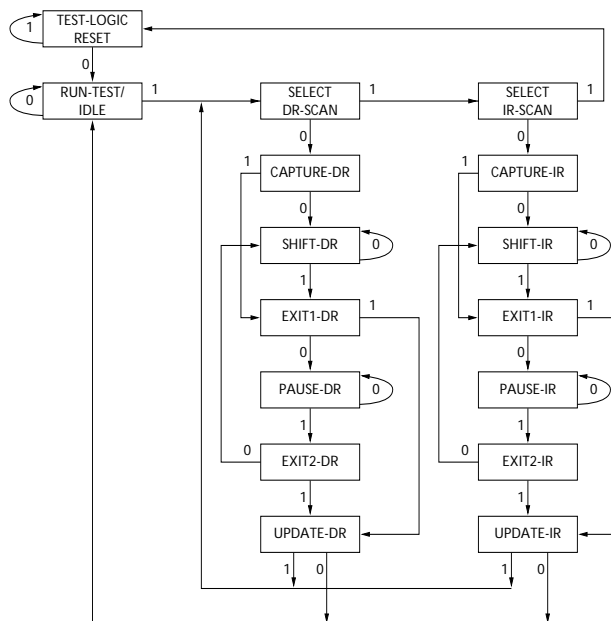 TEST-LOGIC
RESET
1
0
RUN-TEST/
IDLE
0
1
SELECT
DR-SCAN
1
SELECT
IR-SCAN
1
0
0
1
CAPTURE-DR
1
CAPTURE-IR
0
0
SHIFT-DR
0
SHIFT-IR
0
1
1
EXIT1-DR
1
EXIT1-IR
1
0
0
PAUSE-DR
0
PAUSE-IR
0
1
1
0
EXIT2-DR
0
EXIT2-IR
1
1
UPDATE-DR
UPDATE-IR
1
0
1
0